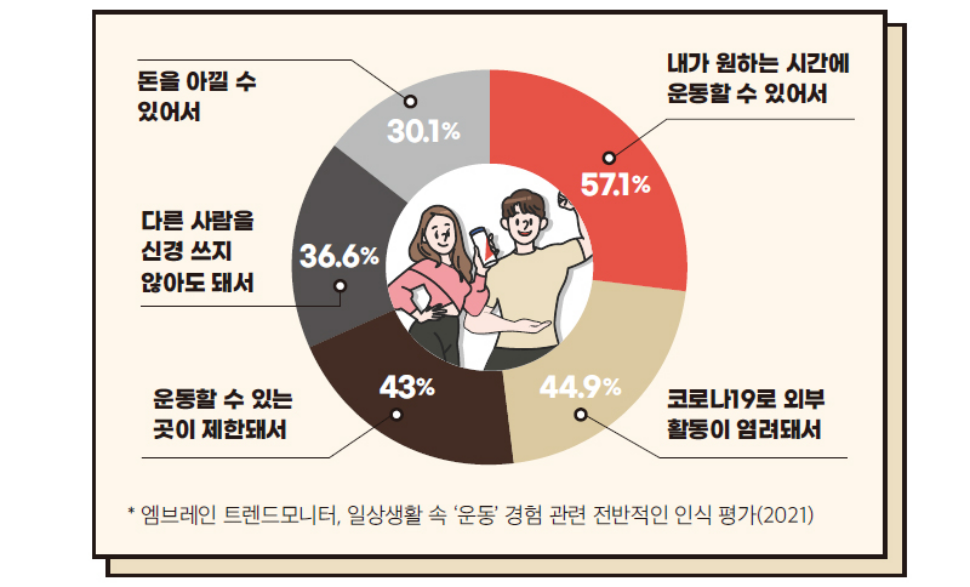 돈을 아낄 수
있어서
30.1%
내가 원하는 시간에
운동할 수 있어서
57.1%
다른 사람을
신경 쓰지
않아도 돼서
36.6%
운동할 수 있는
곳이 제한돼서
43%
44.9%
코로나19로 외부
활동이 염려돼서
* 엠브레인 트렌드모니터, 일상생활 속 ‘운동’ 경험 관련 전반적인 인식 평가(2021)